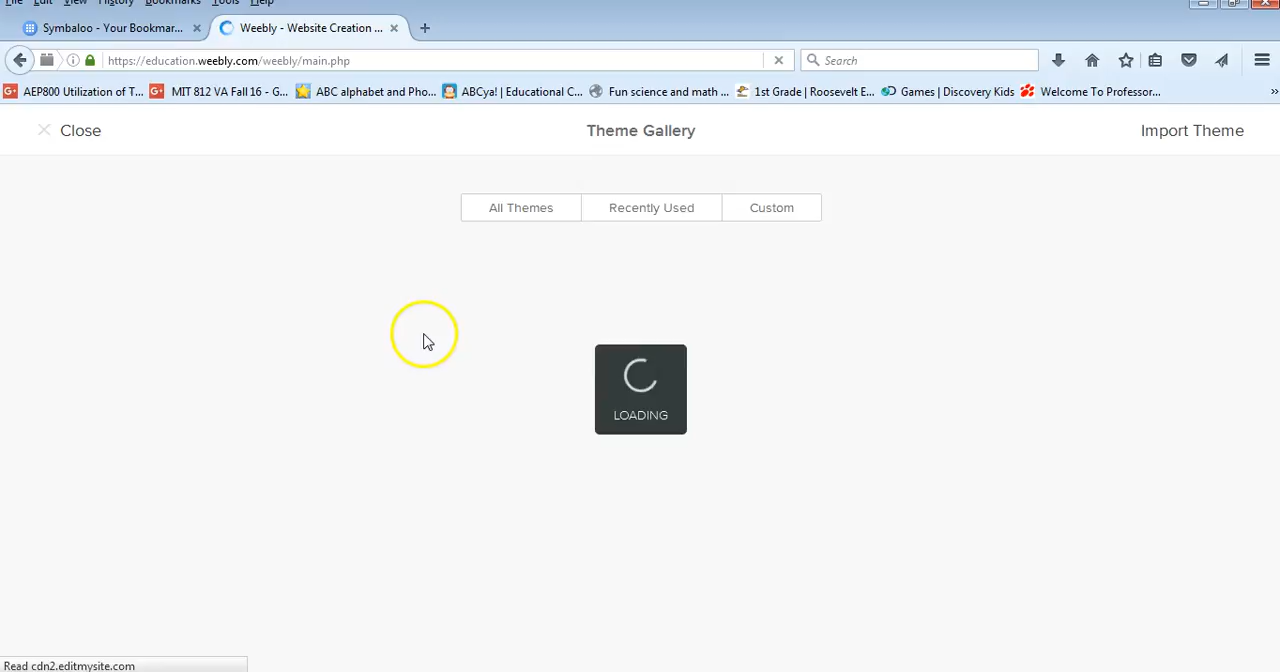 File Edit View History Bookmarks Tools Help
Symbaloo - Your Bookmar... Weebly - Website Creation ...
https://education.weebly.com/weebly/main.php Search
AEP800 Utilization of T... MIT 812 VA Fall 16 - G... ABC alphabet and Pho... ABCya! | Educational C... Fun science and math ... 1st Grade | Roosevelt E... Games | Discovery Kids Welcome To Professor...
Close Theme Gallery Import Theme
All Themes Recently Used Custom
LOADING
Read cdn2.editmysite.com